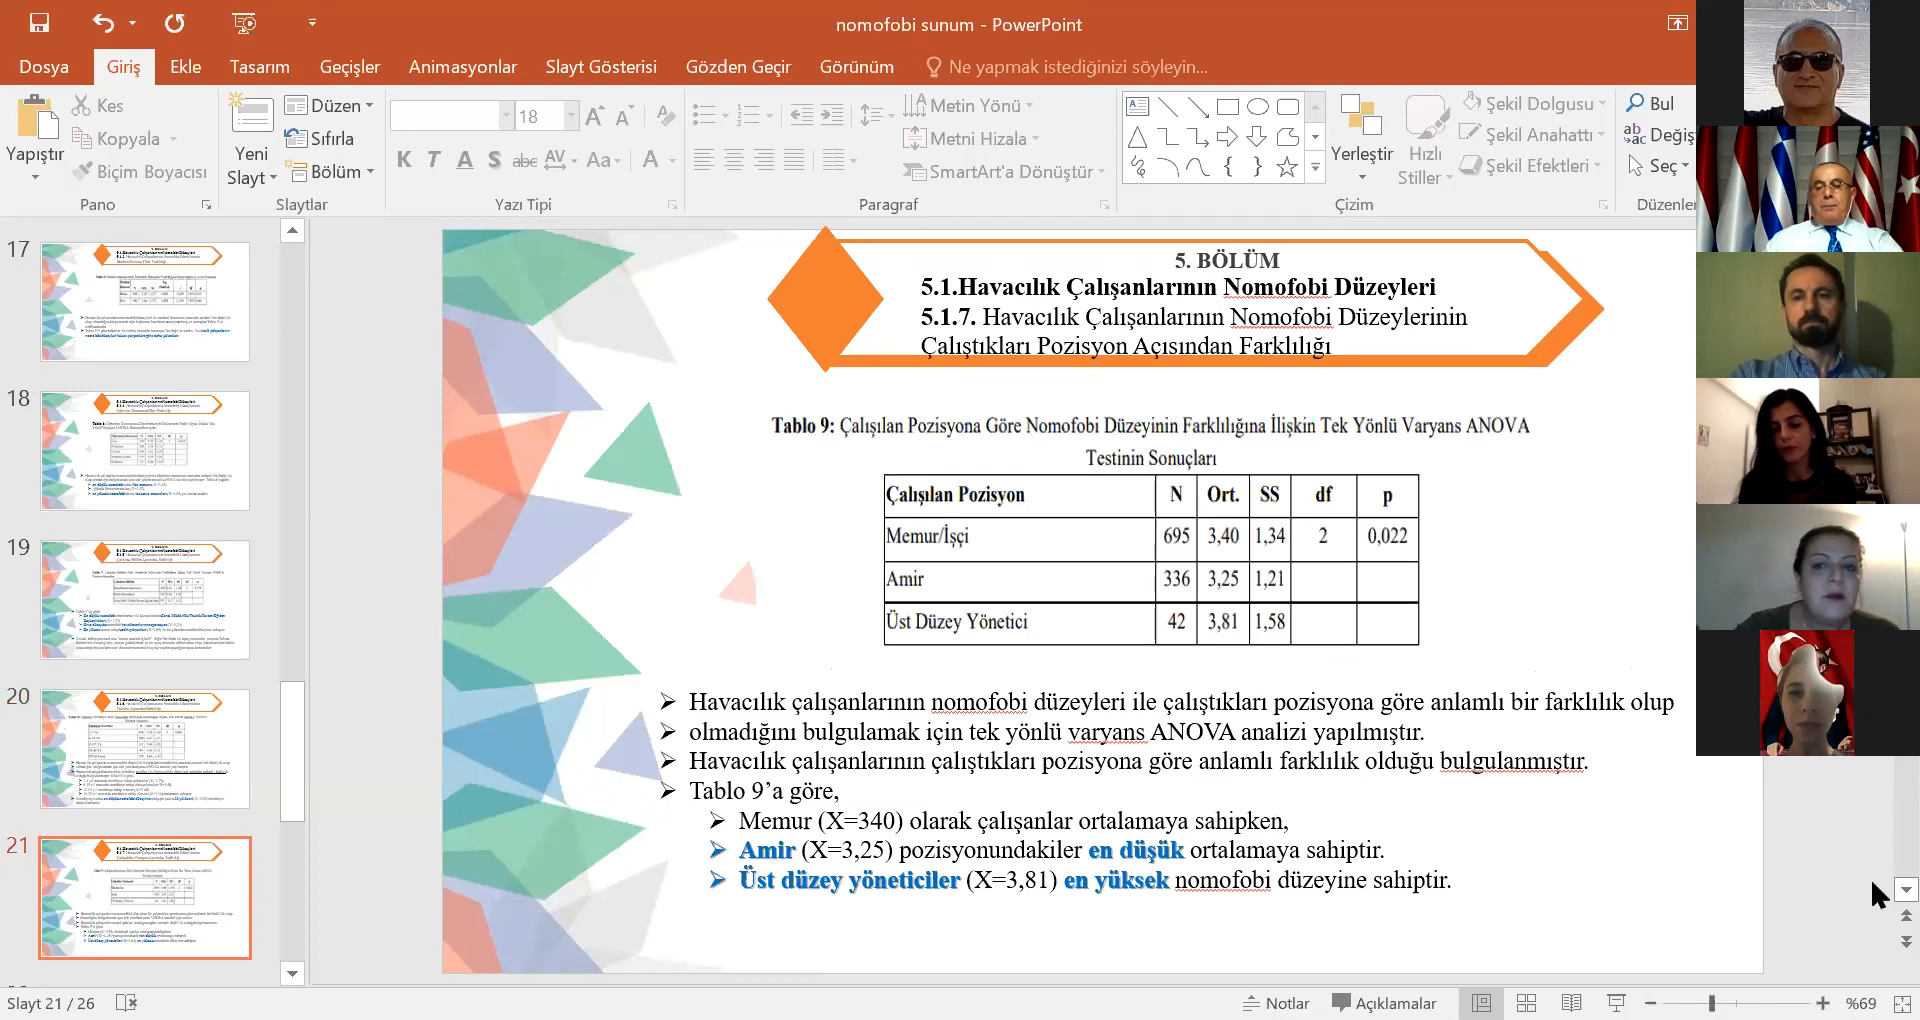 nomofobi sunum - PowerPoint
Dosya Giriş Ekle Tasarım Geçişler Animasyonlar Slayt Gösterisi Gözden Geçir Görünüm Ne yapmak istediğinizi söyleyin...
Yapıştır
Kes
Kopyala
Biçim Boyacısı
Pano
Yeni
Slayt
Düzen
Sıfırla
Bölüm
Slaytlar
18
K T A S abc AV Aa A
Yazı Tipi
Metin Yönü
Metni Hizala
SmartArt'a Dönüştür
Paragraf
Yerleştir
Hızlı
Stiller
Şekil Dolgusu
Şekil Anahattı
Şekil Efektleri
Çizim
Bul
Değiş
Seç
Düzenler
17
18
19
20
21
5. BÖLÜM
5.1.Havacılık Çalışanlarının Nomofobi Düzeyleri
5.1.7. Havacılık Çalışanlarının Nomofobi Düzeylerinin
Çalıştıkları Pozisyon Açısından Farklılığı
Tablo 9: Çalışılan Pozisyona Göre Nomofobi Düzeyinin Farklılığına İlişkin Tek Yönlü Varyans ANOVA
Testinin Sonuçları
Çalışılan Pozisyon N Ort. SS df p
Memur/İşçi 695 3,40 1,34 2 0,022
Amir 336 3,25 1,21
Üst Düzey Yönetici 42 3,81 1,58
Havacılık çalışanlarının nomofobi düzeyleri ile çalıştıkları pozisyona göre anlamlı bir farklılık olup
olmadığını bulgulamak için tek yönlü varyans ANOVA analizi yapılmıştır.
Havacılık çalışanlarının çalıştıkları pozisyona göre anlamlı farklılık olduğu bulgulanmıştır.
Tablo 9’a göre,
Memur (X=340) olarak çalışanlar ortalamaya sahipken,
Amir (X=3,25) pozisyonundakiler en düşük ortalamaya sahiptir.
Üst düzey yöneticiler (X=3,81) en yüksek nomofobi düzeyine sahiptir.
Slayt 21 / 26
Notlar
Açıklamalar
%69